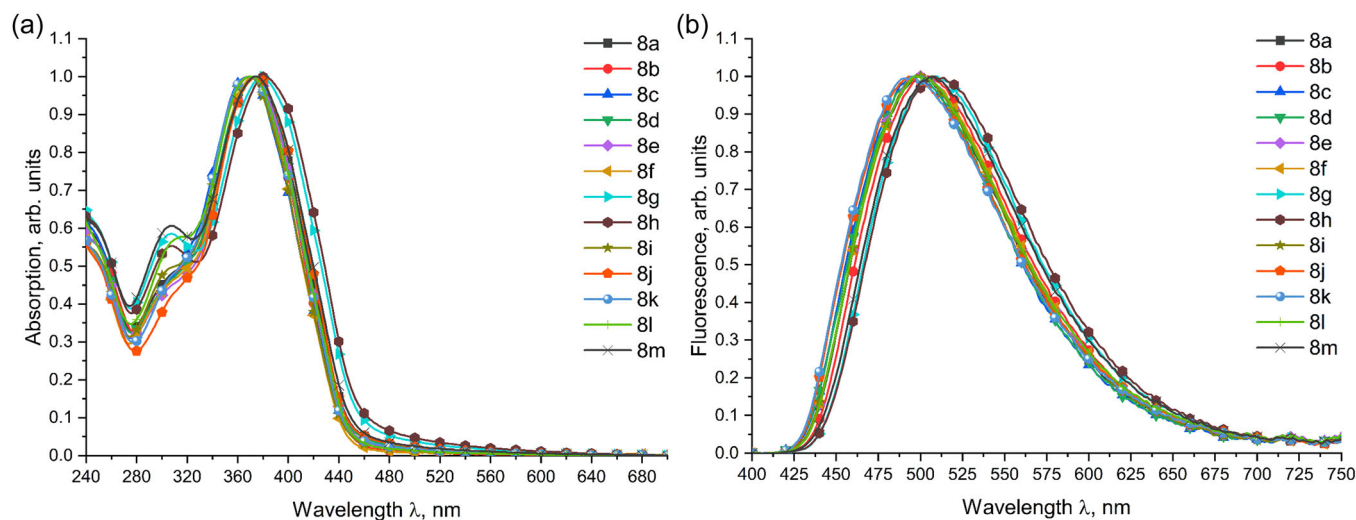 (a)
Absorption, arb. units
1.1
1.0
0.9
0.8
0.7
0.6
0.5
0.4
0.3
0.2
0.1
0.0
240 280 320 360 400 440 480 520 560 600 640 680
Wavelength λ, nm
8a
8b
8c
8d
8e
8f
8g
8h
8i
8j
8k
8l
8m
(b)
Fluorescence, arb. units
1.1
1.0
0.9
0.8
0.7
0.6
0.5
0.4
0.3
0.2
0.1
0.0
400 425 450 475 500 525 550 575 600 625 650 675 700 725 750
Wavelength λ, nm
8a
8b
8c
8d
8e
8f
8g
8h
8i
8j
8k
8l
8m